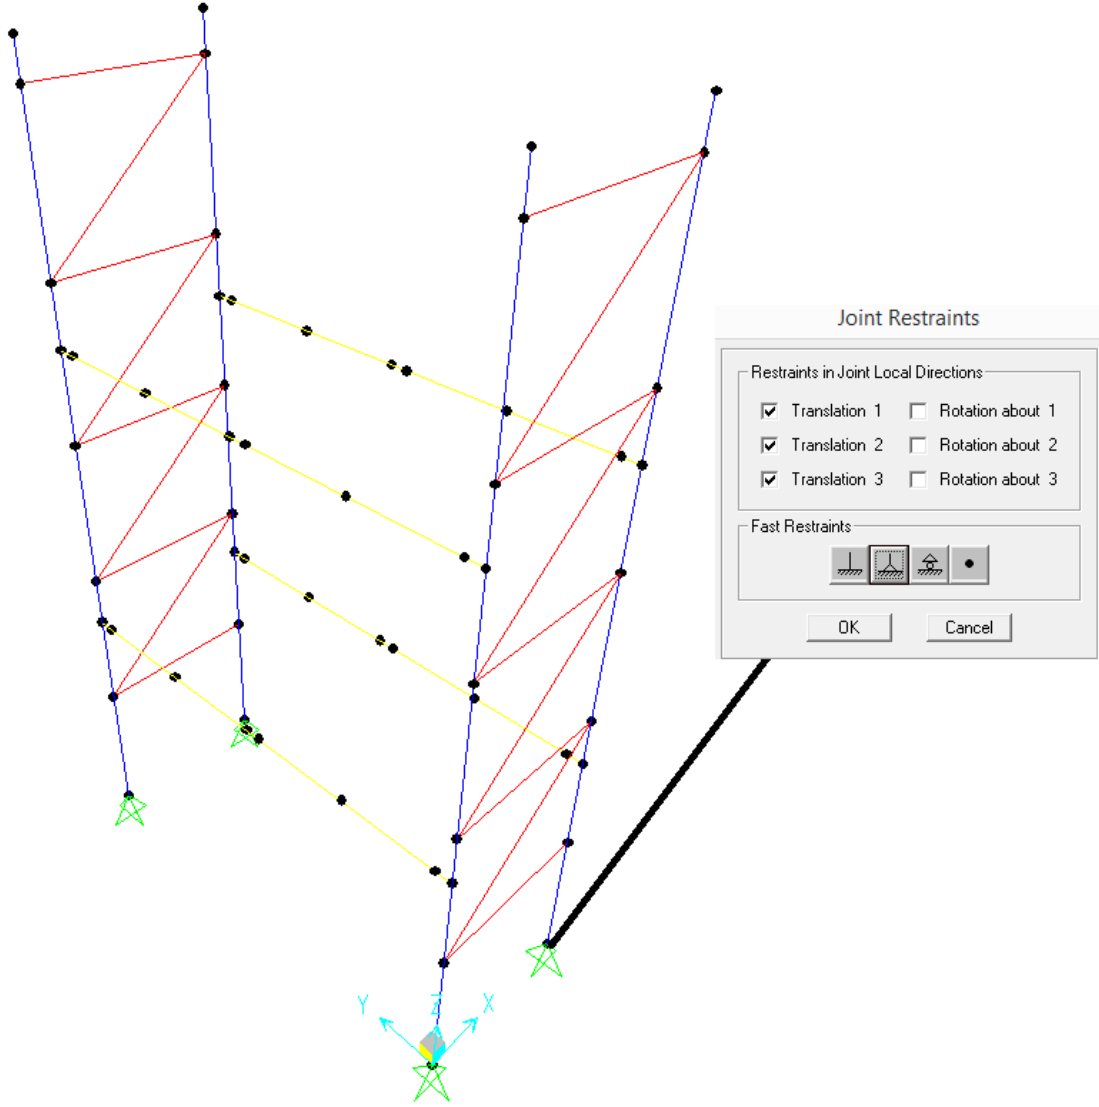 Joint Restraints
Restraints in Joint Local Directions
Translation 1 Rotation about 1
Translation 2 Rotation about 2
Translation 3 Rotation about 3
Fast Restraints
OK Cancel
Y Z X